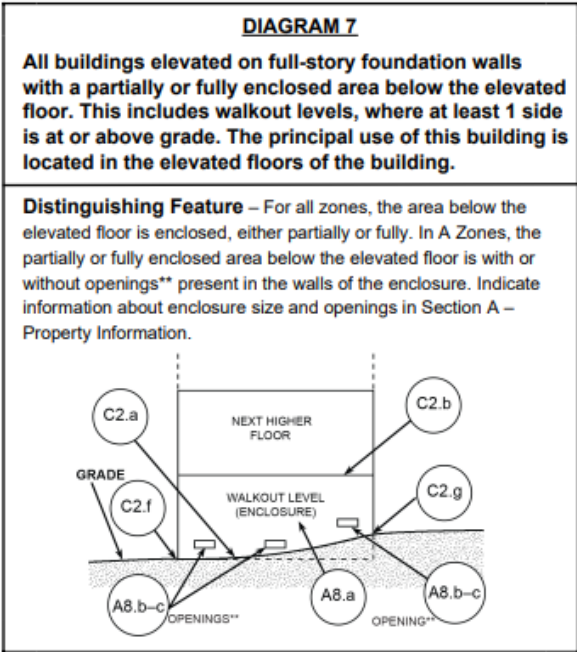 DIAGRAM 7
All buildings elevated on full-story foundation walls
with a partially or fully enclosed area below the elevated
floor. This includes walkout levels, where at least 1 side
is at or above grade. The principal use of this building is
located in the elevated floors of the building.
Distinguishing Feature – For all zones, the area below the
elevated floor is enclosed, either partially or fully. In A Zones, the
partially or fully enclosed area below the elevated floor is with or
without openings** present in the walls of the enclosure. Indicate
information about enclosure size and openings in Section A –
Property Information.
C2.a
NEXT HIGHER
FLOOR
C2.b
GRADE
C2.f
WALKOUT LEVEL
(ENCLOSURE)
C2.g
A8.b–c
OPENINGS**
A8.a
OPENING**
A8.b–c